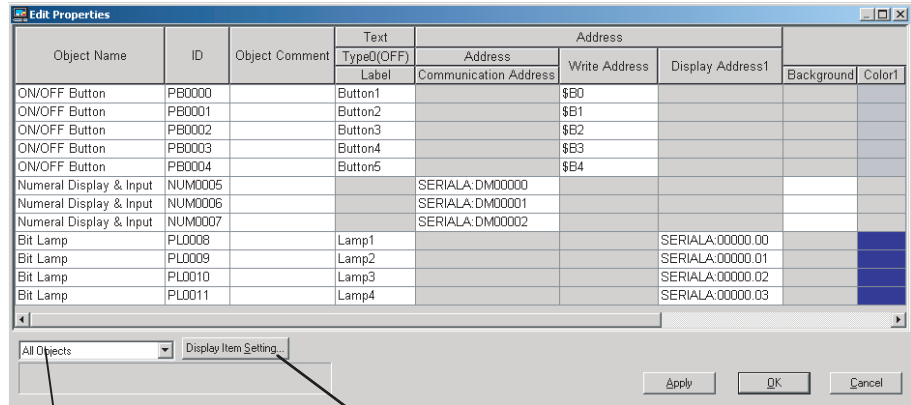 Edit Properties
Object Name ID Object Comment Text Address
Type0(OFF) Address Write Address Display Address1
Label Communication Address Background Color1
ON/OFF Button PB0000 Button1 $B0
ON/OFF Button PB0001 Button2 $B1
ON/OFF Button PB0002 Button3 $B2
ON/OFF Button PB0003 Button4 $B3
ON/OFF Button PB0004 Button5 $B4
Numeral Display & Input NUM0005 SERIALA:DM00000
Numeral Display & Input NUM0006 SERIALA:DM00001
Numeral Display & Input NUM0007 SERIALA:DM00002
Bit Lamp PL0008 Lamp1 SERIALA:00000.00
Bit Lamp PL0009 Lamp2 SERIALA:00000.01
Bit Lamp PL0010 Lamp3 SERIALA:00000.02
Bit Lamp PL0011 Lamp4 SERIALA:00000.03
All Objects Display Item Setting...
Apply OK Cancel